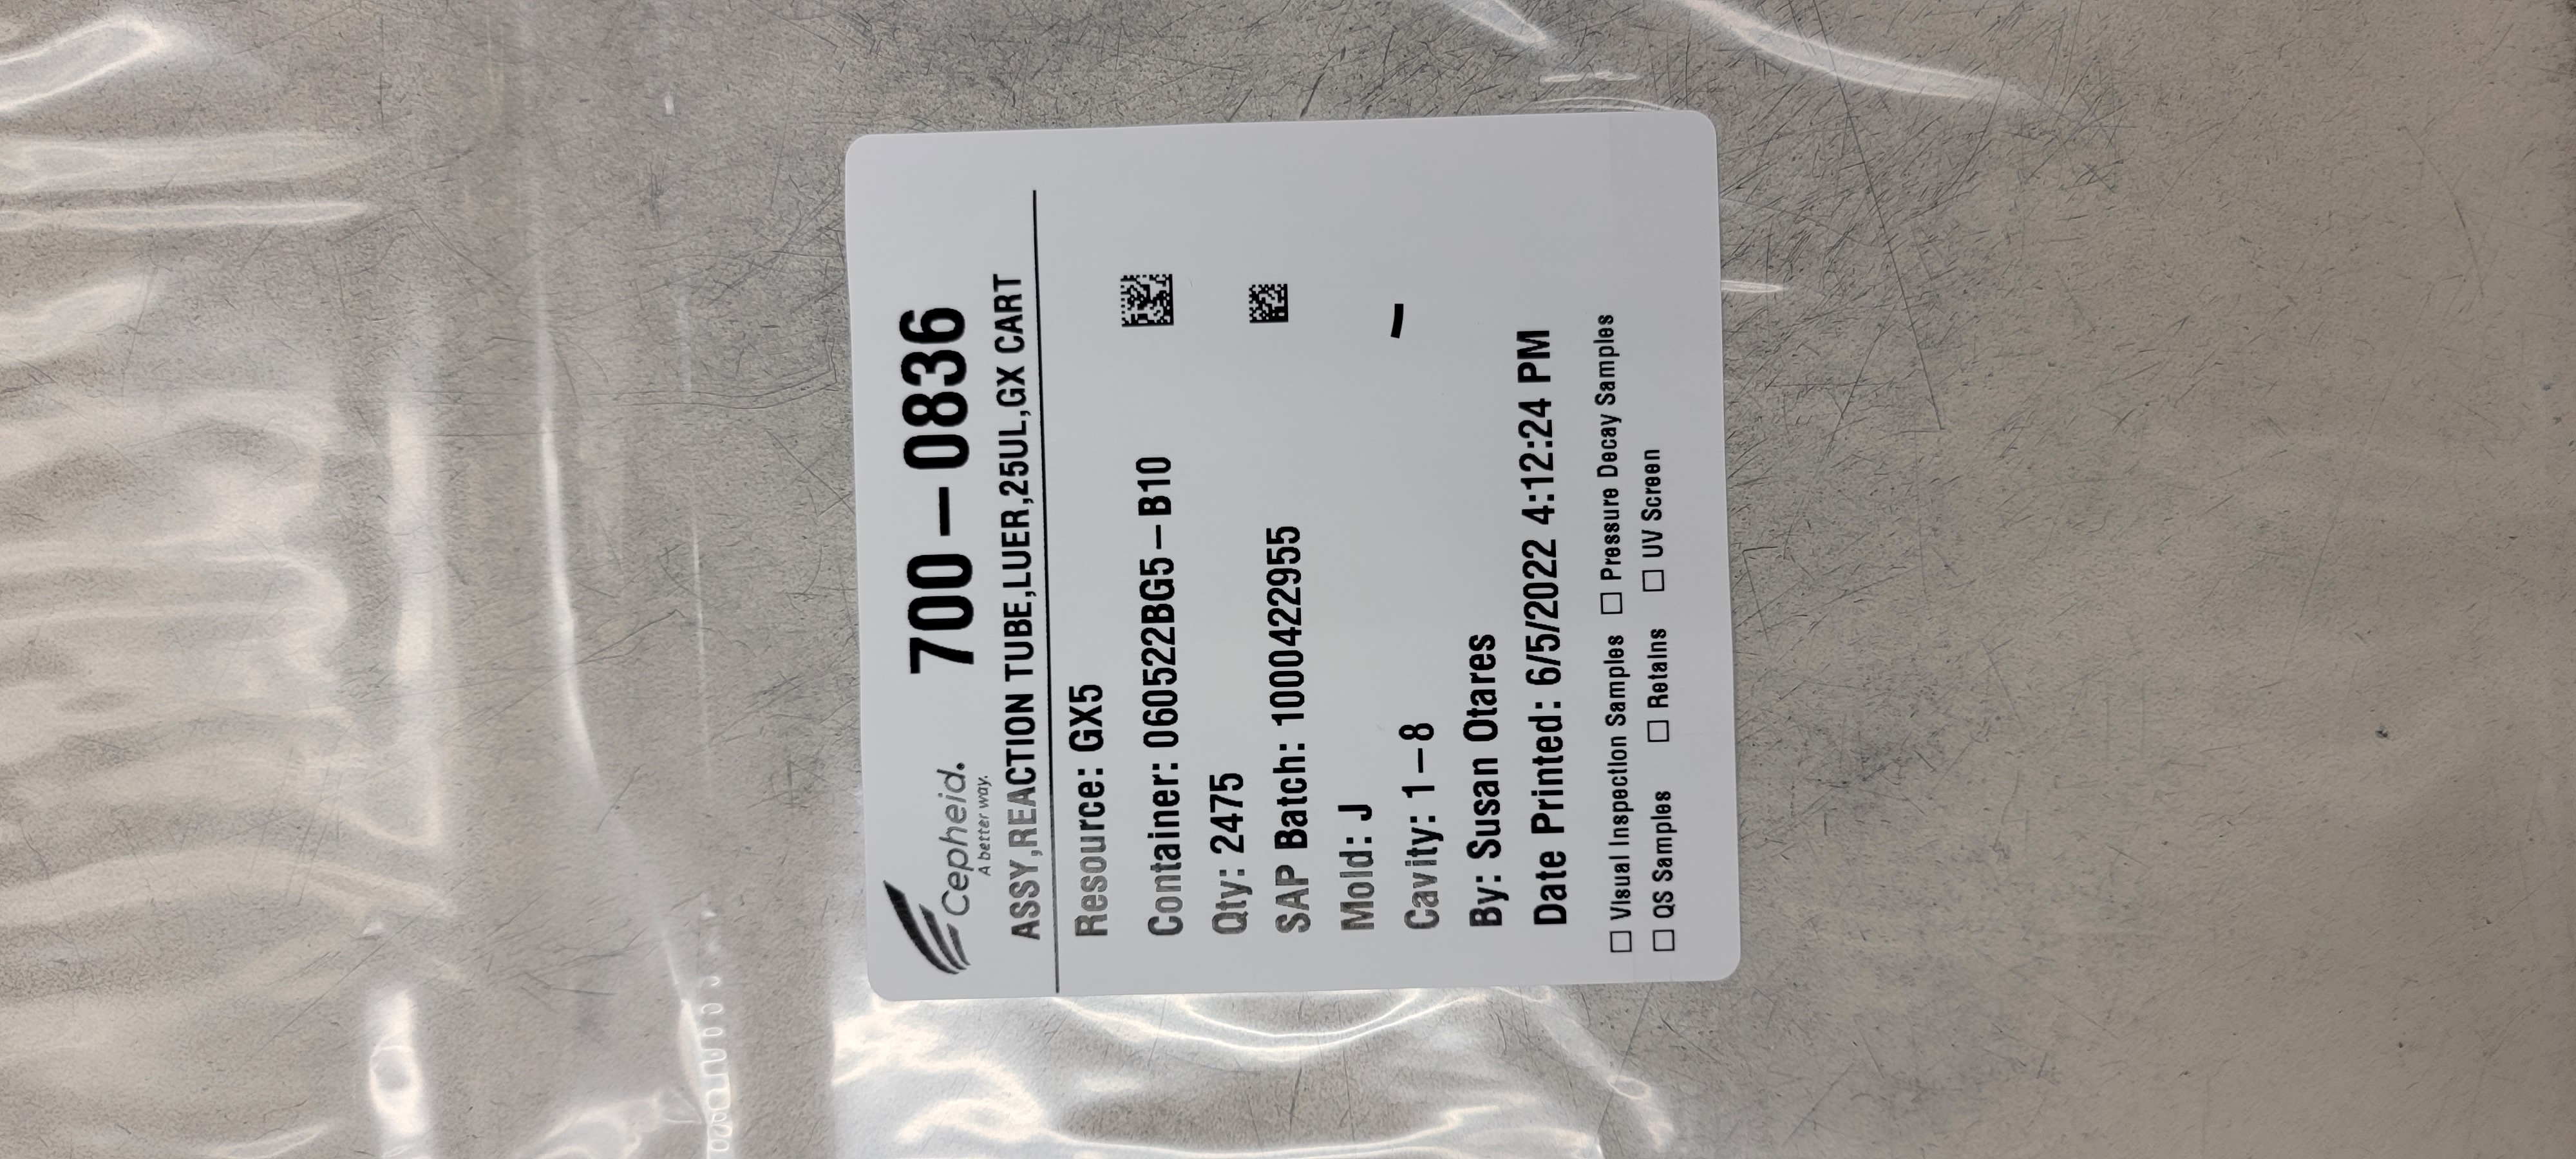 Cepheid.
A better way.
700-0836
ASSY,REACTION TUBE,LUER,25UL,GX CART
Resource: GX5
Container: 060522BG5-B10
Qty: 2475
SAP Batch: 1000422955
Mold: J
Cavity: 1-8
By: Susan Otares
Date Printed: 6/5/2022 4:12:24 PM
Visual Inspection Samples Pressure Decay Samples
QS Samples Retains UV Screen